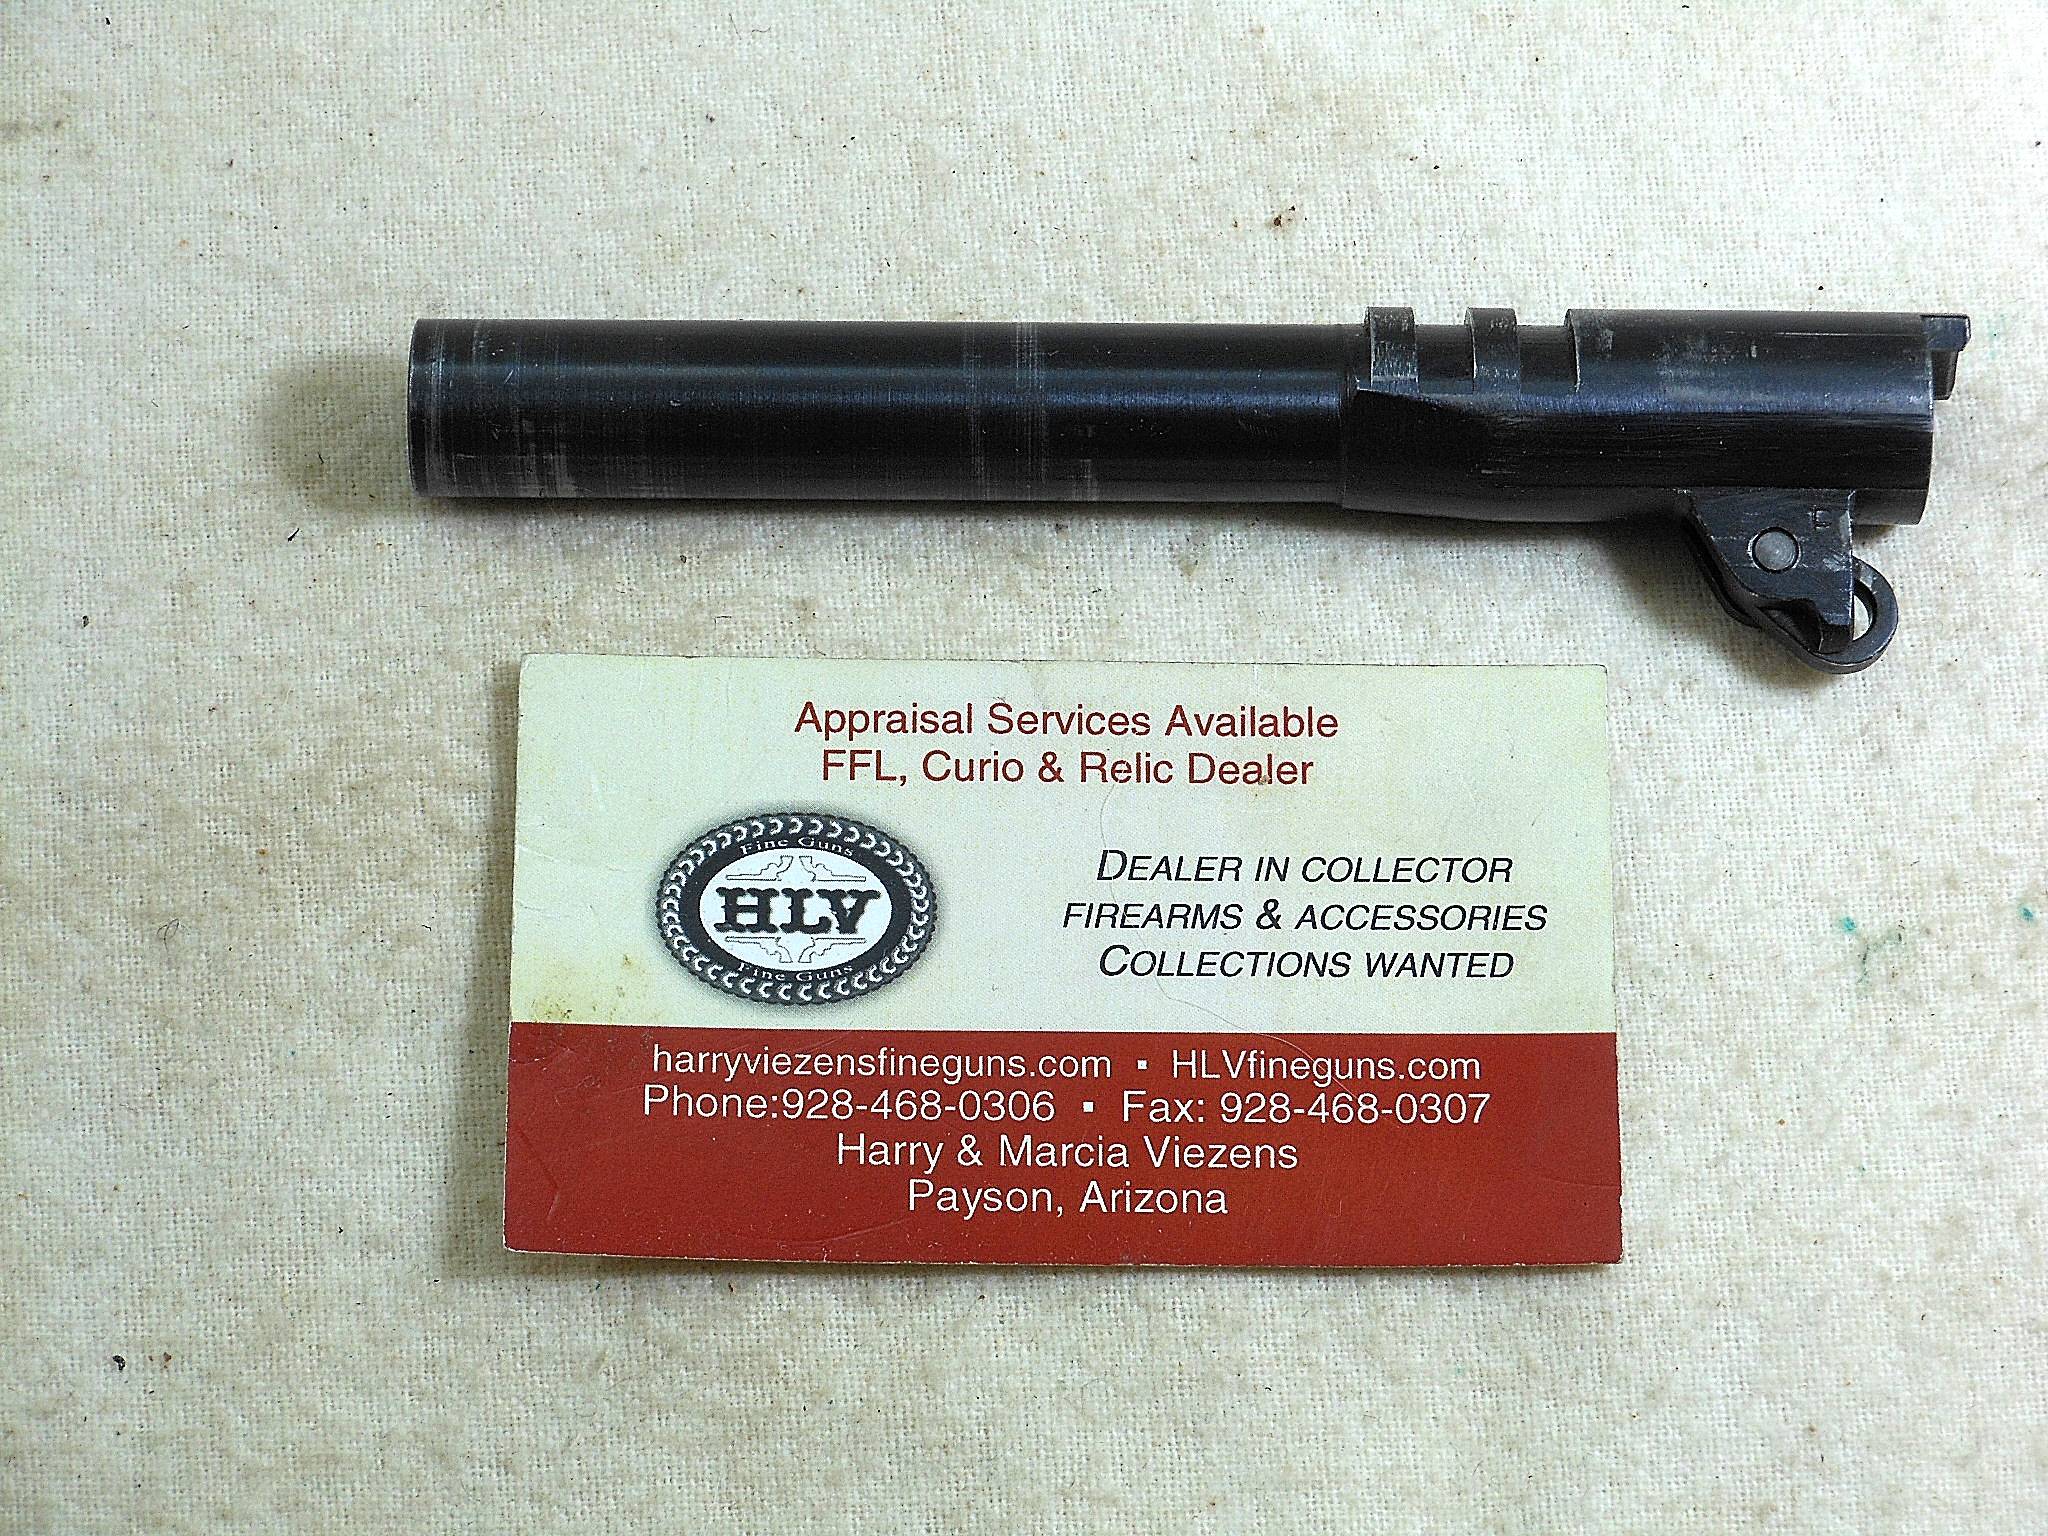 Appraisal Services Available
FFL, Curio & Relic Dealer
Fine Guns
HLV
Fine Guns
DEALER IN COLLECTOR
FIREARMS & ACCESSORIES
COLLECTIONS WANTED
harryviezensfineguns.com ▪ HLVfineguns.com
Phone:928-468-0306 ▪ Fax: 928-468-0307
Harry & Marcia Viezens
Payson, Arizona